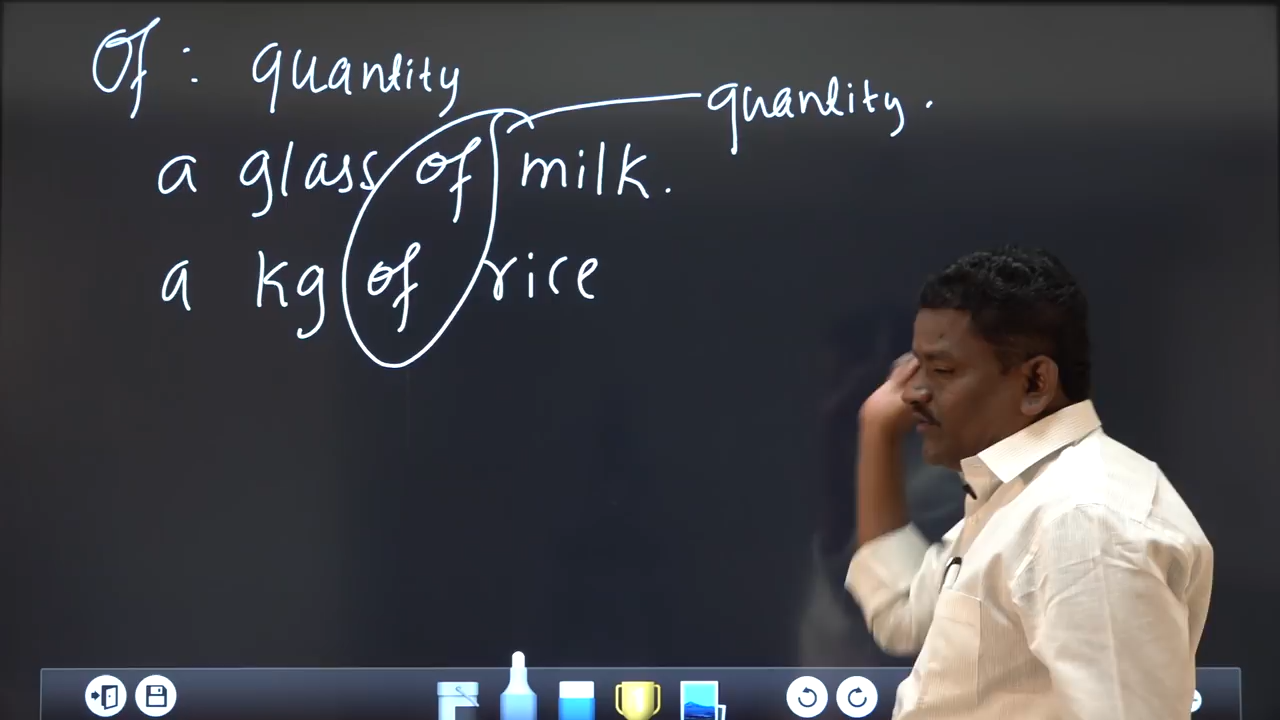 Of : quantity
quantity.
a glass of milk.
a kg of rice